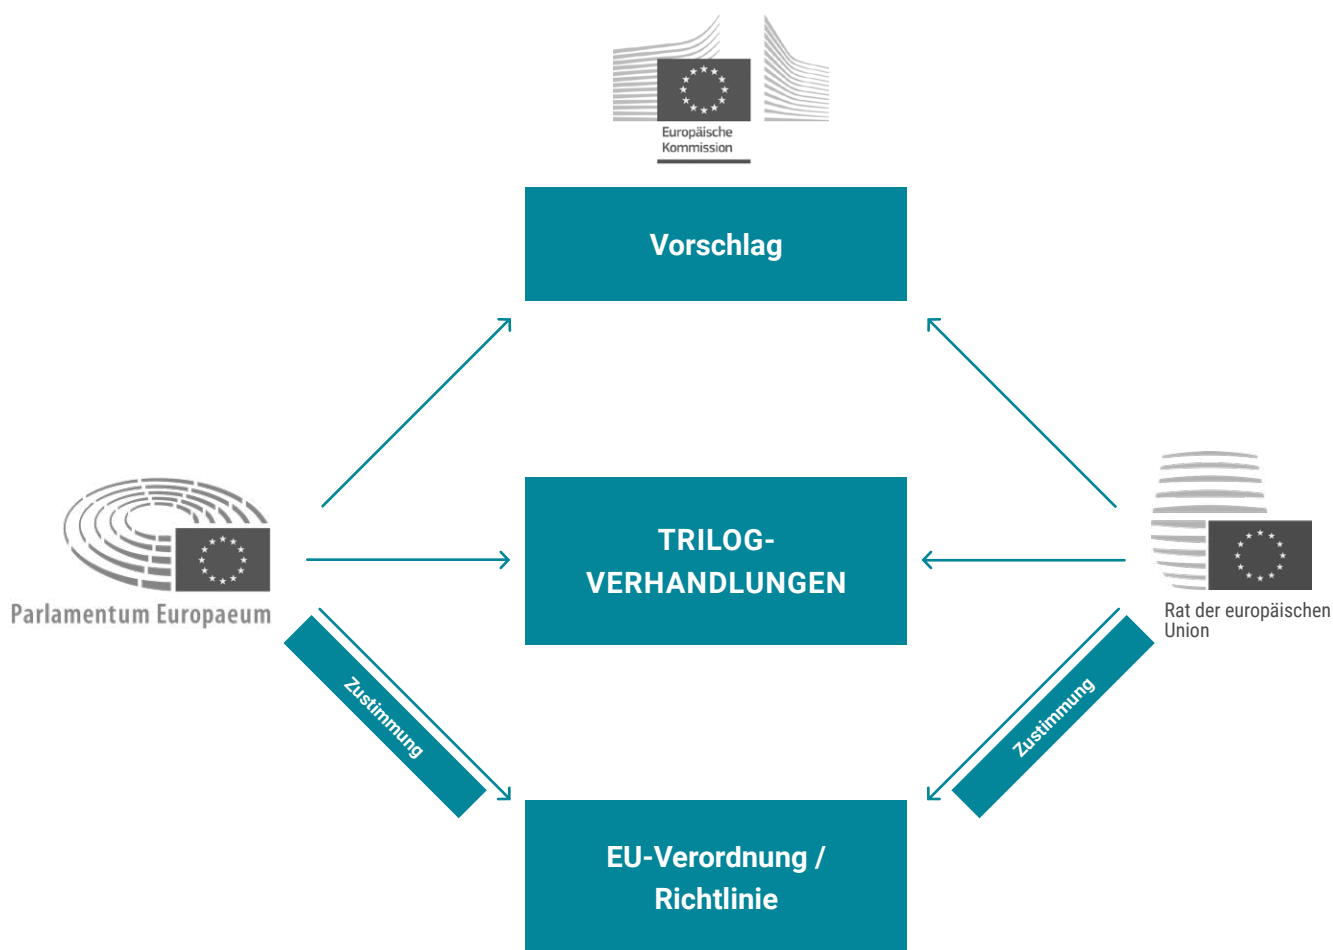 Europäische
Kommission
Vorschlag
TRILOG-
VERHANDLUNGEN
Parlamentum Europaeum
Rat der europäischen
Union
Zustimmung
Zustimmung
EU-Verordnung /
Richtlinie